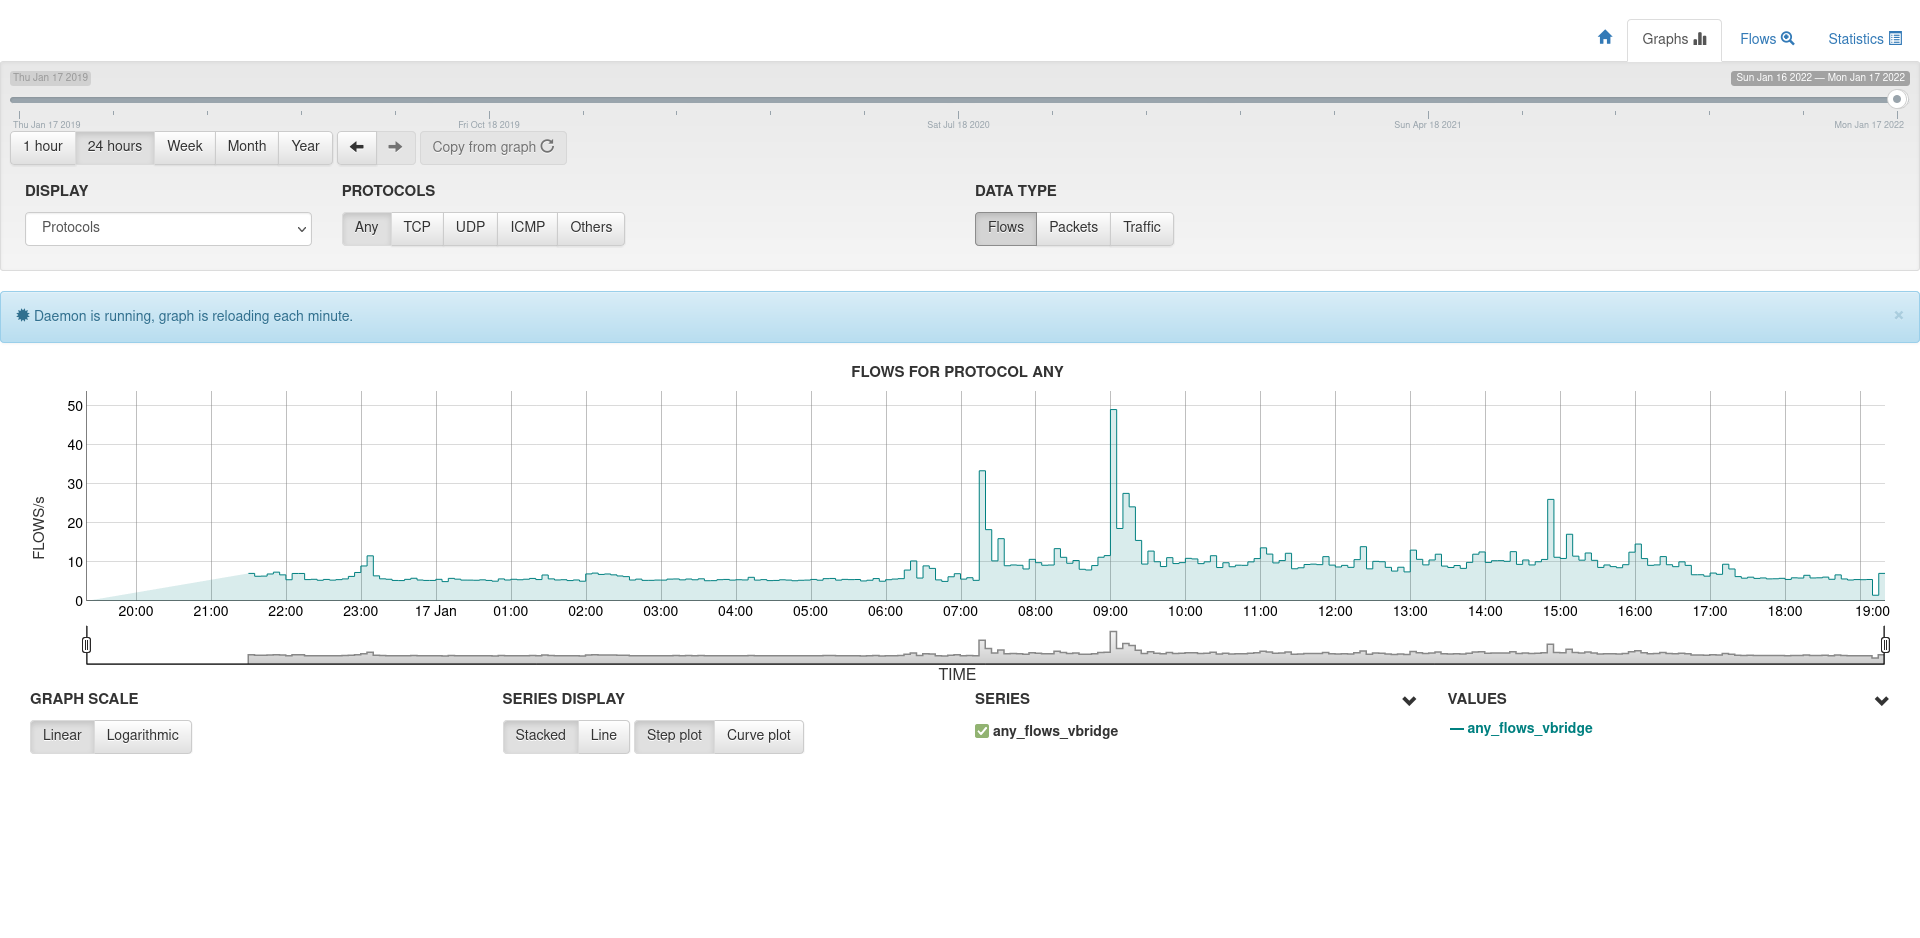 Graphs Flows Statistics
Thu Jan 17 2019 Sun Jan 16 2022 — Mon Jan 17 2022
Thu Jan 17 2019 Fri Oct 18 2019 Sat Jul 18 2020 Sun Apr 18 2021 Mon Jan 17 2022
1 hour 24 hours Week Month Year Copy from graph
DISPLAY PROTOCOLS DATA TYPE
Protocols Any TCP UDP ICMP Others Flows Packets Traffic
Daemon is running, graph is reloading each minute. ×
FLOWS FOR PROTOCOL ANY
50
40
30
20
10
0
FLOWS/s
20:00 21:00 22:00 23:00 17 Jan 01:00 02:00 03:00 04:00 05:00 06:00 07:00 08:00 09:00 10:00 11:00 12:00 13:00 14:00 15:00 16:00 17:00 18:00 19:00
TIME
GRAPH SCALE SERIES DISPLAY SERIES VALUES
Linear Logarithmic Stacked Line Step plot Curve plot any_flows_vbridge any_flows_vbridge